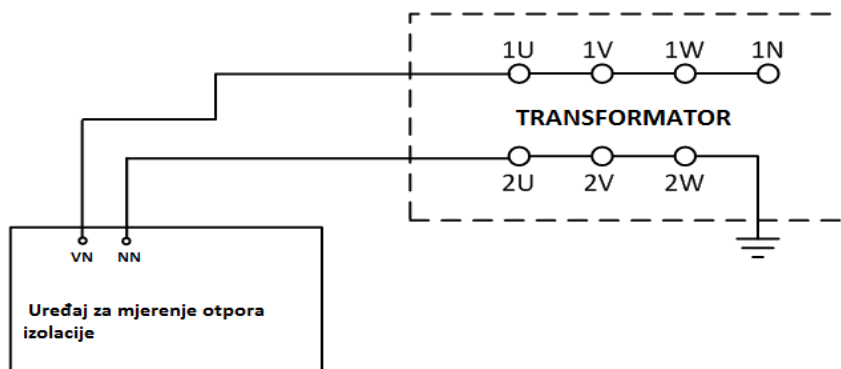 1U 1V 1W 1N
TRANSFORMATOR
2U 2V 2W
VN NN
Uređaj za mjerenje otpora
izolacije